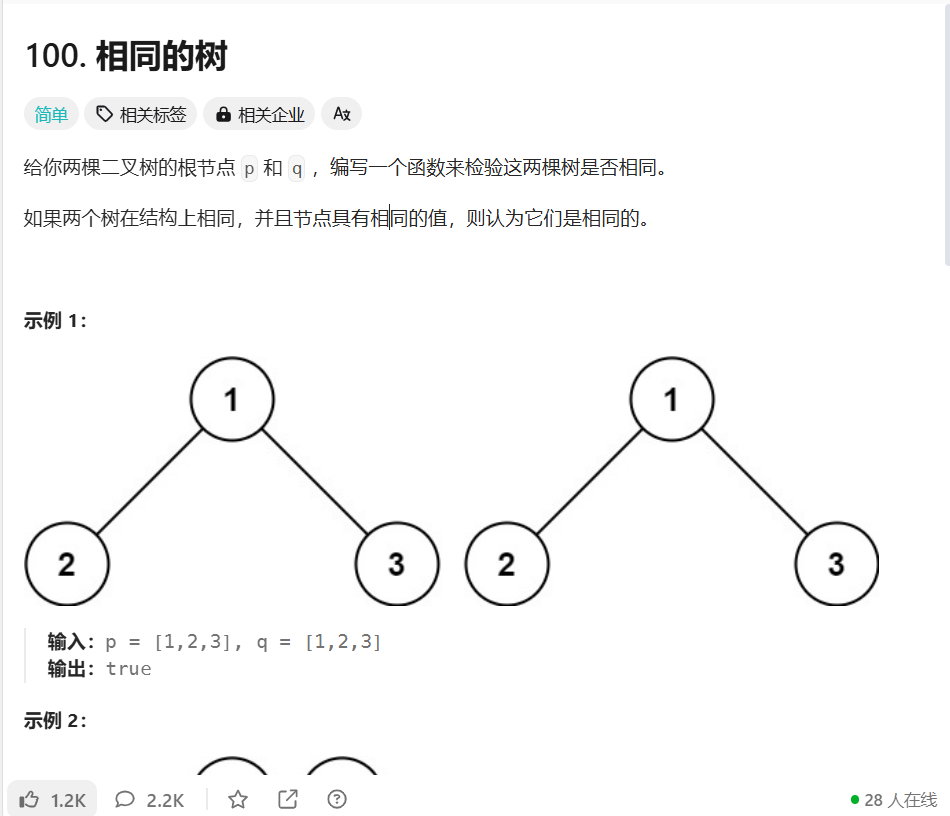 100. 相同的树
简单 相关标签 相关企业
给你两棵二叉树的根节点 p 和 q ，编写一个函数来检验这两棵树是否相同。
如果两个树在结构上相同，并且节点具有相同的值，则认为它们是相同的。
示例 1：
1 1
2 3 2 3
输入：p = [1,2,3], q = [1,2,3]
输出：true
示例 2：
1.2K 2.2K 28 人在线